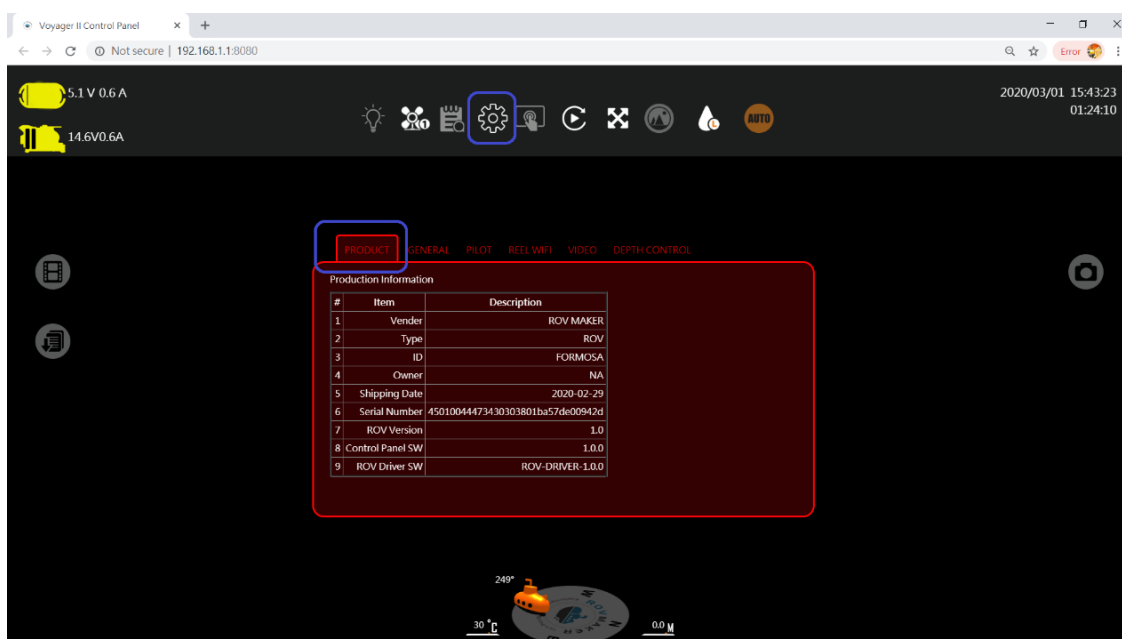 Voyager II Control Panel
Not secure | 192.168.1.1:8080
Error
5.1 V 0.6 A
2020/03/01 15:43:23
01:24:10
14.6V0.6A
1
L
AUTO
PRODUCT GENERAL PILOT REEL WIFI VIDEO DEPTH CONTROL
Production Information
# Item Description
1 Vender ROV MAKER
2 Type ROV
3 ID FORMOSA
4 Owner NA
5 Shipping Date 2020-02-29
6 Serial Number 45010044473430303801ba57de00942d
7 ROV Version 1.0
8 Control Panel SW 1.0.0
9 ROV Driver SW ROV-DRIVER-1.0.0
249°
W
N
ROVMAKER
30 °C 0.0 M